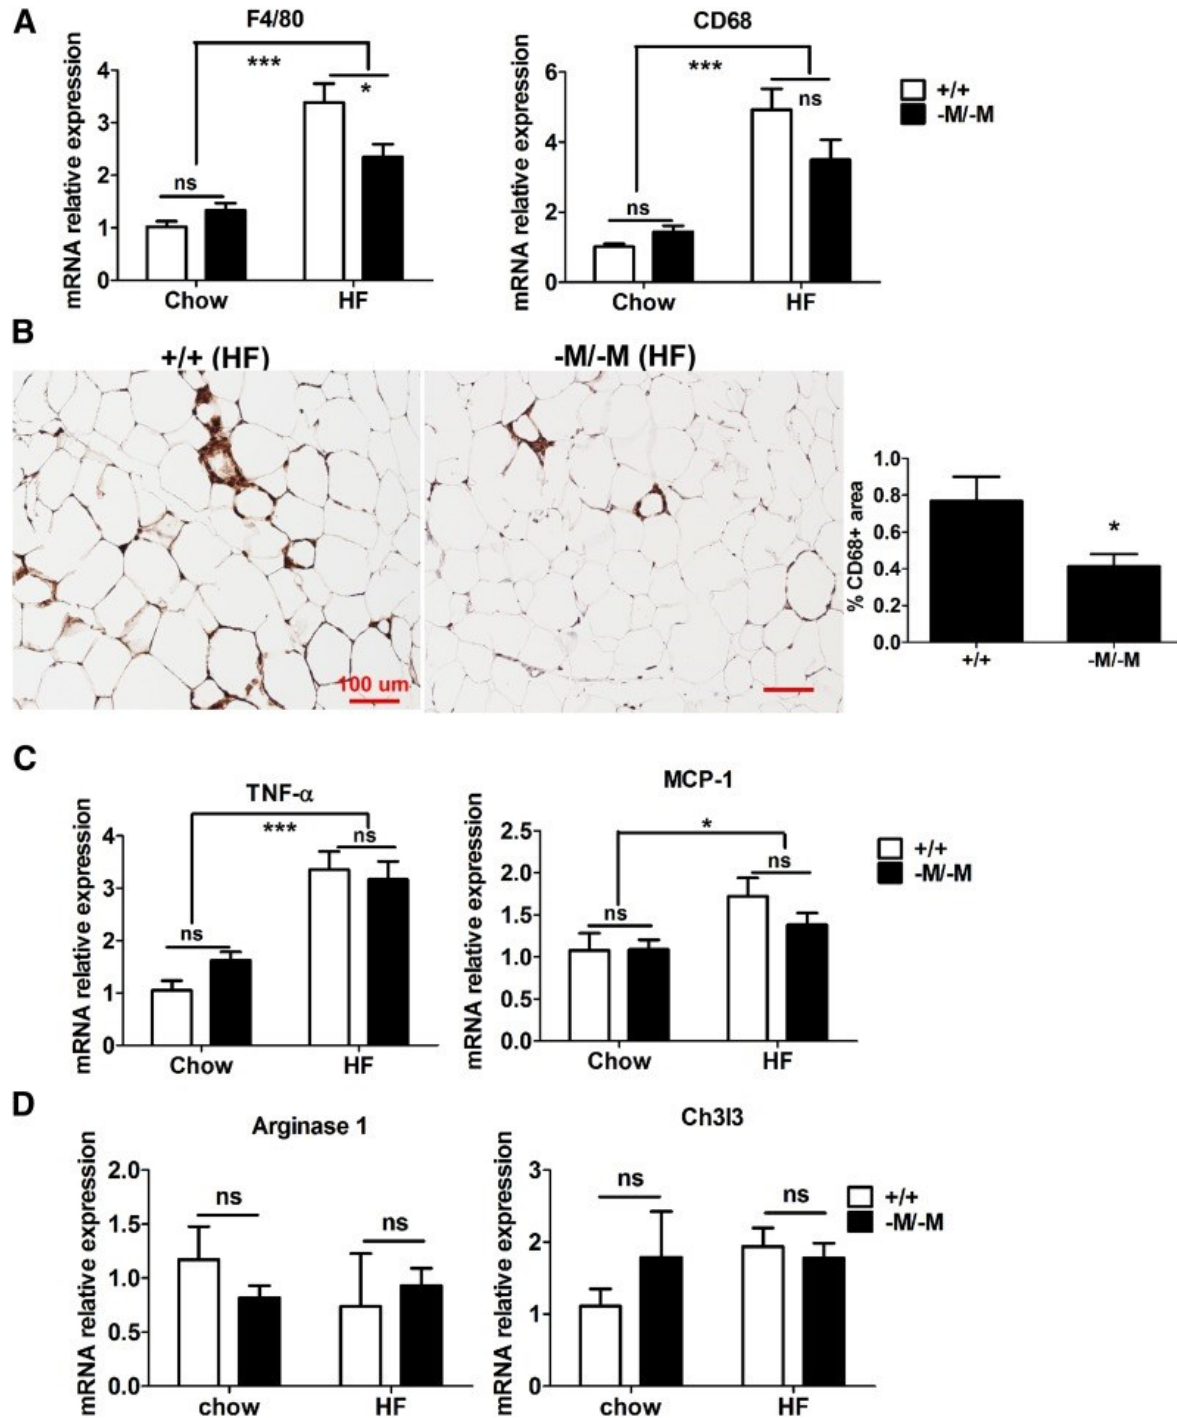 A
F4/80
mRNA relative expression
4
3
2
1
0
***
*
ns
Chow
HF
CD68
mRNA relative expression
6
4
2
0
***
ns
ns
Chow
HF
+/+
-M/-M
B
+/+ (HF)
-M/-M (HF)
100 um
% CD68+ area
1.0
0.8
0.6
0.4
0.2
0.0
*
+/+
-M/-M
C
TNF-α
mRNA relative expression
4
3
2
1
0
***
ns
ns
Chow
HF
MCP-1
mRNA relative expression
2.5
2.0
1.5
1.0
0.5
0.0
*
ns
ns
Chow
HF
+/+
-M/-M
D
Arginase 1
mRNA relative expression
2.0
1.5
1.0
0.5
0.0
ns
ns
chow
HF
Ch3l3
mRNA relative expression
3
2
1
0
ns
ns
chow
HF
+/+
-M/-M